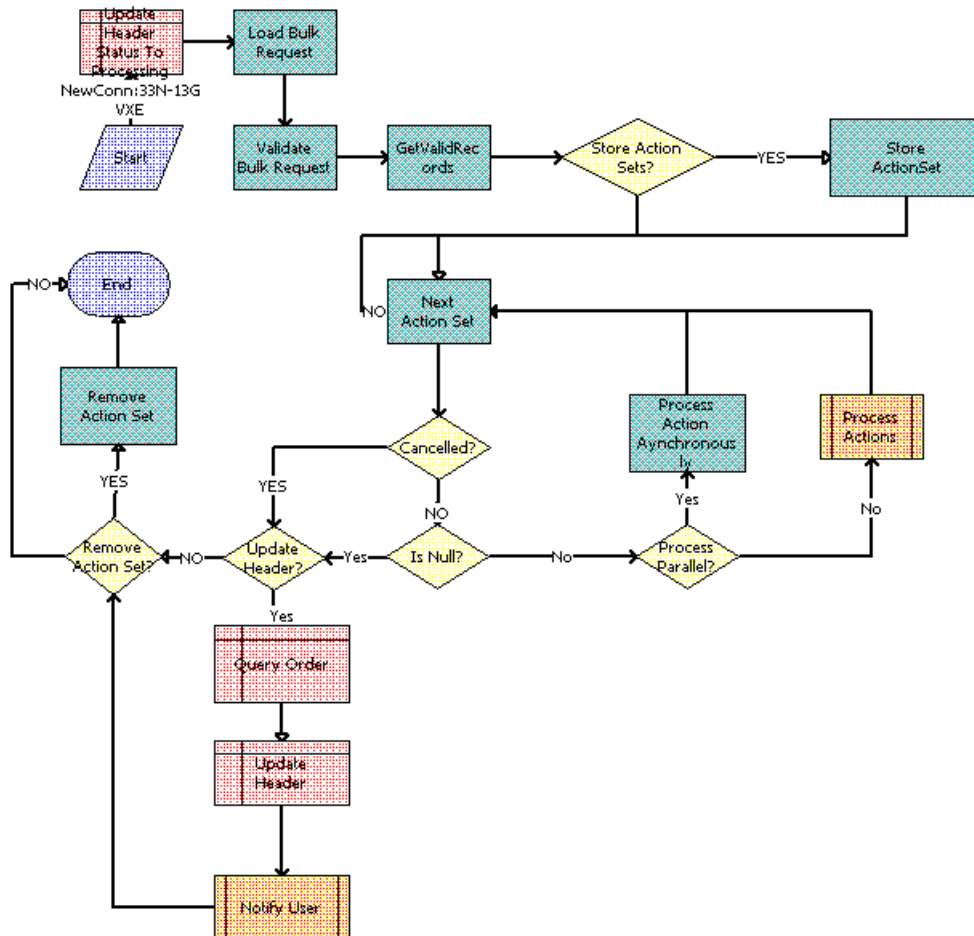 Update
Header
Status To
Processing
NewConn:33N-13G
VXE
Start
Load Bulk
Request
Validate
Bulk Request
GetValidRec
ords
Store Action
Sets?
YES
Store
ActionSet
NO
Next
Action Set
NO
End
Remove
Action Set
YES
Cancelled?
YES
NO
Process
Action
Aynchronous
ly
Process
Actions
Yes
No
Remove
Action Set?
NO
Update
Header?
Yes
Is Null?
No
Process
Parallel?
Yes
Query Order
Update
Header
Notify User